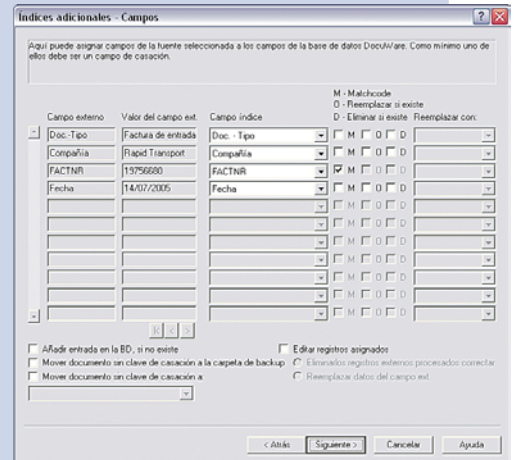 Índices adicionales - Campos
Aquí puede asignar campos de la fuente seleccionada a los campos de la base de datos DocuWare. Como mínimo uno de
ellos debe ser un campo de casación.
M - Matchcode
O - Reemplazar si existe
Campo externo Valor del campo ext. Campo índice D - Eliminar si existe Reemplazar con:
Doc.-Tipo Factura de entrada Doc. - Tipo M O D
Compañía Rapid Transport Compañía M O D
FACTNR 19756680 FACTNR M O D
Fecha 14/07/2005 Fecha M O D
M O D
M O D
M O D
M O D
M O D
M O D
M O D
Añadir entrada en la BD, si no existe Editar registros asignados
Mover documento sin clave de casación a la carpeta de backup Eliminarlos registros externos procesados correctar
Mover documento sin clave de casación a: Reemplazar datos del campo ext.
< Atrás Siguiente > Cancelar Ayuda